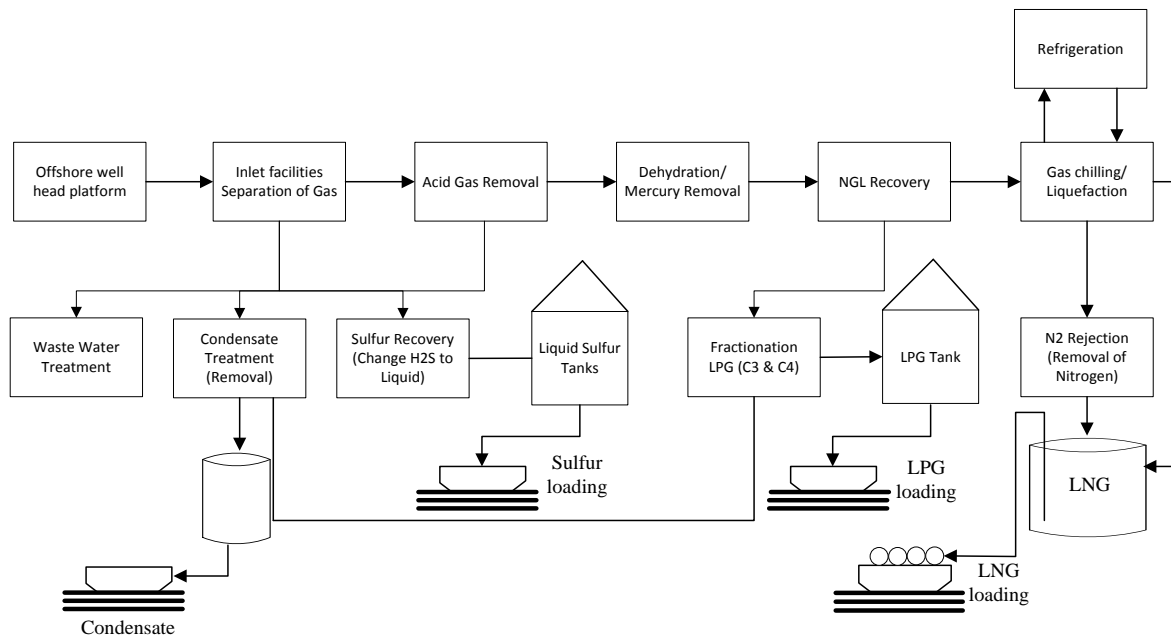 Refrigeration
Offshore well
head platform
Inlet facilities
Separation of Gas
Acid Gas Removal
Dehydration/
Mercury Removal
NGL Recovery
Gas chilling/
Liquefaction
Waste Water
Treatment
Condensate
Treatment
(Removal)
Sulfur Recovery
(Change H2S to
Liquid)
Liquid Sulfur
Tanks
Fractionation
LPG (C3 & C4)
LPG Tank
N2 Rejection
(Removal of
Nitrogen)
Sulfur
loading
LPG
loading
LNG
LNG
loading
Condensate